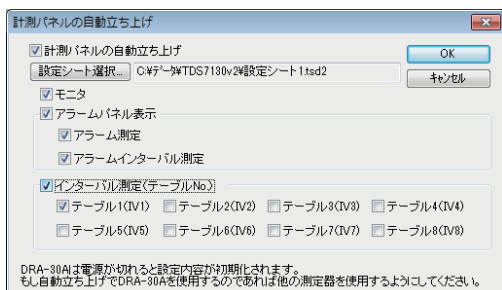 計測パネルの自動立ち上げ
計測パネルの自動立ち上げ
OK
設定シート選択... C:¥データ¥TDS7130v2¥設定シート1.tsd2
キャンセル
モニタ
アラームパネル表示
アラーム測定
アラームインターバル測定
インターバル測定(テーブルNo.)
テーブル1(IV1) テーブル2(IV2) テーブル3(IV3) テーブル4(IV4)
テーブル5(IV5) テーブル6(IV6) テーブル7(IV7) テーブル8(IV8)
DRA-30Aは電源が切れると設定内容が初期化されます。
もし自動立ち上げでDRA-30Aを使用するのであれば他の測定器を使用するようにしてください。